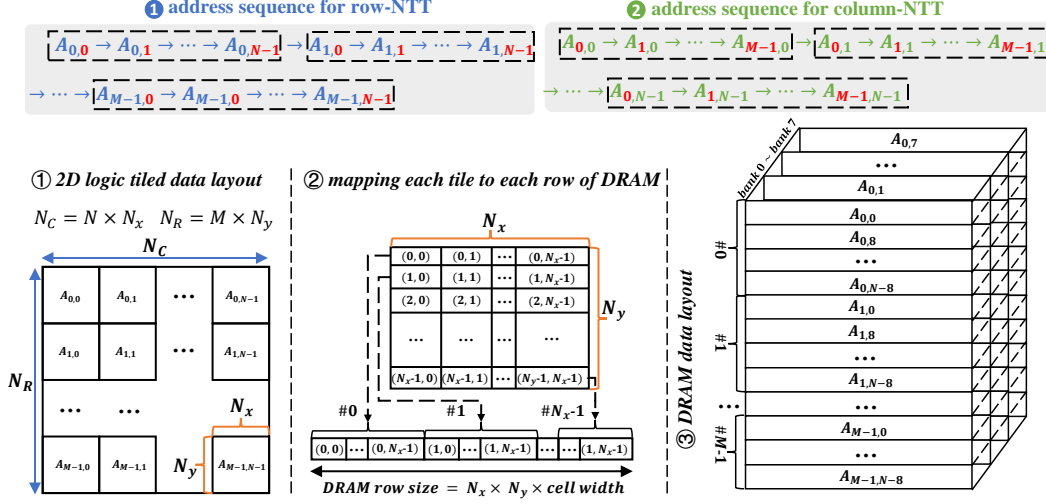 ❶ address sequence for row-NTT
A0,0 → A0,1 → ⋯ → A0,N−1 → A1,0 → A1,1 → ⋯ → A1,N−1
→ ⋯ → AM−1,0 → AM−1,0 → ⋯ → AM−1,N−1
❷ address sequence for column-NTT
A0,0 → A1,0 → ⋯ → AM−1,0 → A0,1 → A1,1 → ⋯ → AM−1,1
→ ⋯ → A0,N−1 → A1,N−1 → ⋯ → AM−1,N−1
① 2D logic tiled data layout
NC = N × Nx NR = M × Ny
NC
NR
A0,0 A0,1 ⋯ A0,N-1
A1,0 A1,1 ⋯ A1,N-1
⋯ ⋯
Nx
Ny
AM-1,0 AM-1,1 AM-1,N-1
② mapping each tile to each row of DRAM
Nx
Ny
(0, 0) (0, 1) ⋯ (0, Nx-1)
(1, 0) (1, 1) ⋯ (1, Nx-1)
(2, 0) (2, 1) ⋯ (2, Nx-1)
⋯ ⋯ ⋯
(Nx-1, 0) (Nx-1, 1) ⋯ (Ny-1, Nx-1)
#0 #1 #Nx-1
(0, 0) ⋯ (0, Nx-1) (1, 0) ⋯ (1, Nx-1) ⋯ ⋯ (1, Nx-1)
DRAM row size = Nx × Ny × cell width
③ DRAM data layout
bank 0 ~ bank 7
A0,7
⋯
A0,1
#0
A0,0
A0,8
⋯
A0,N-8
#1
A1,0
A1,8
⋯
A1,N-8
⋯ ⋯
#M-1
AM-1,0
⋯
AM-1,N-8